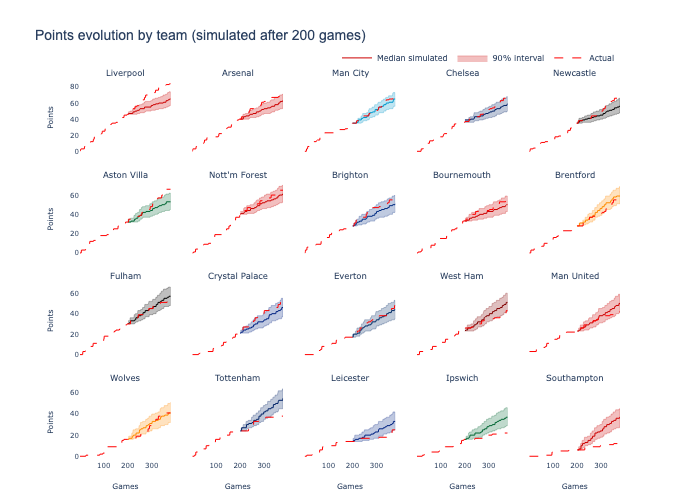 Points evolution by team (simulated after 200 games)
Median simulated 90% interval Actual
Liverpool Arsenal Man City Chelsea Newcastle
80
60
40
20
0
Points
Aston Villa Nott'm Forest Brighton Bournemouth Brentford
60
40
20
0
Points
Fulham Crystal Palace Everton West Ham Man United
60
40
20
0
Points
Wolves Tottenham Leicester Ipswich Southampton
60
40
20
0
Points
100 200 300 100 200 300 100 200 300 100 200 300 100 200 300
Games Games Games Games Games